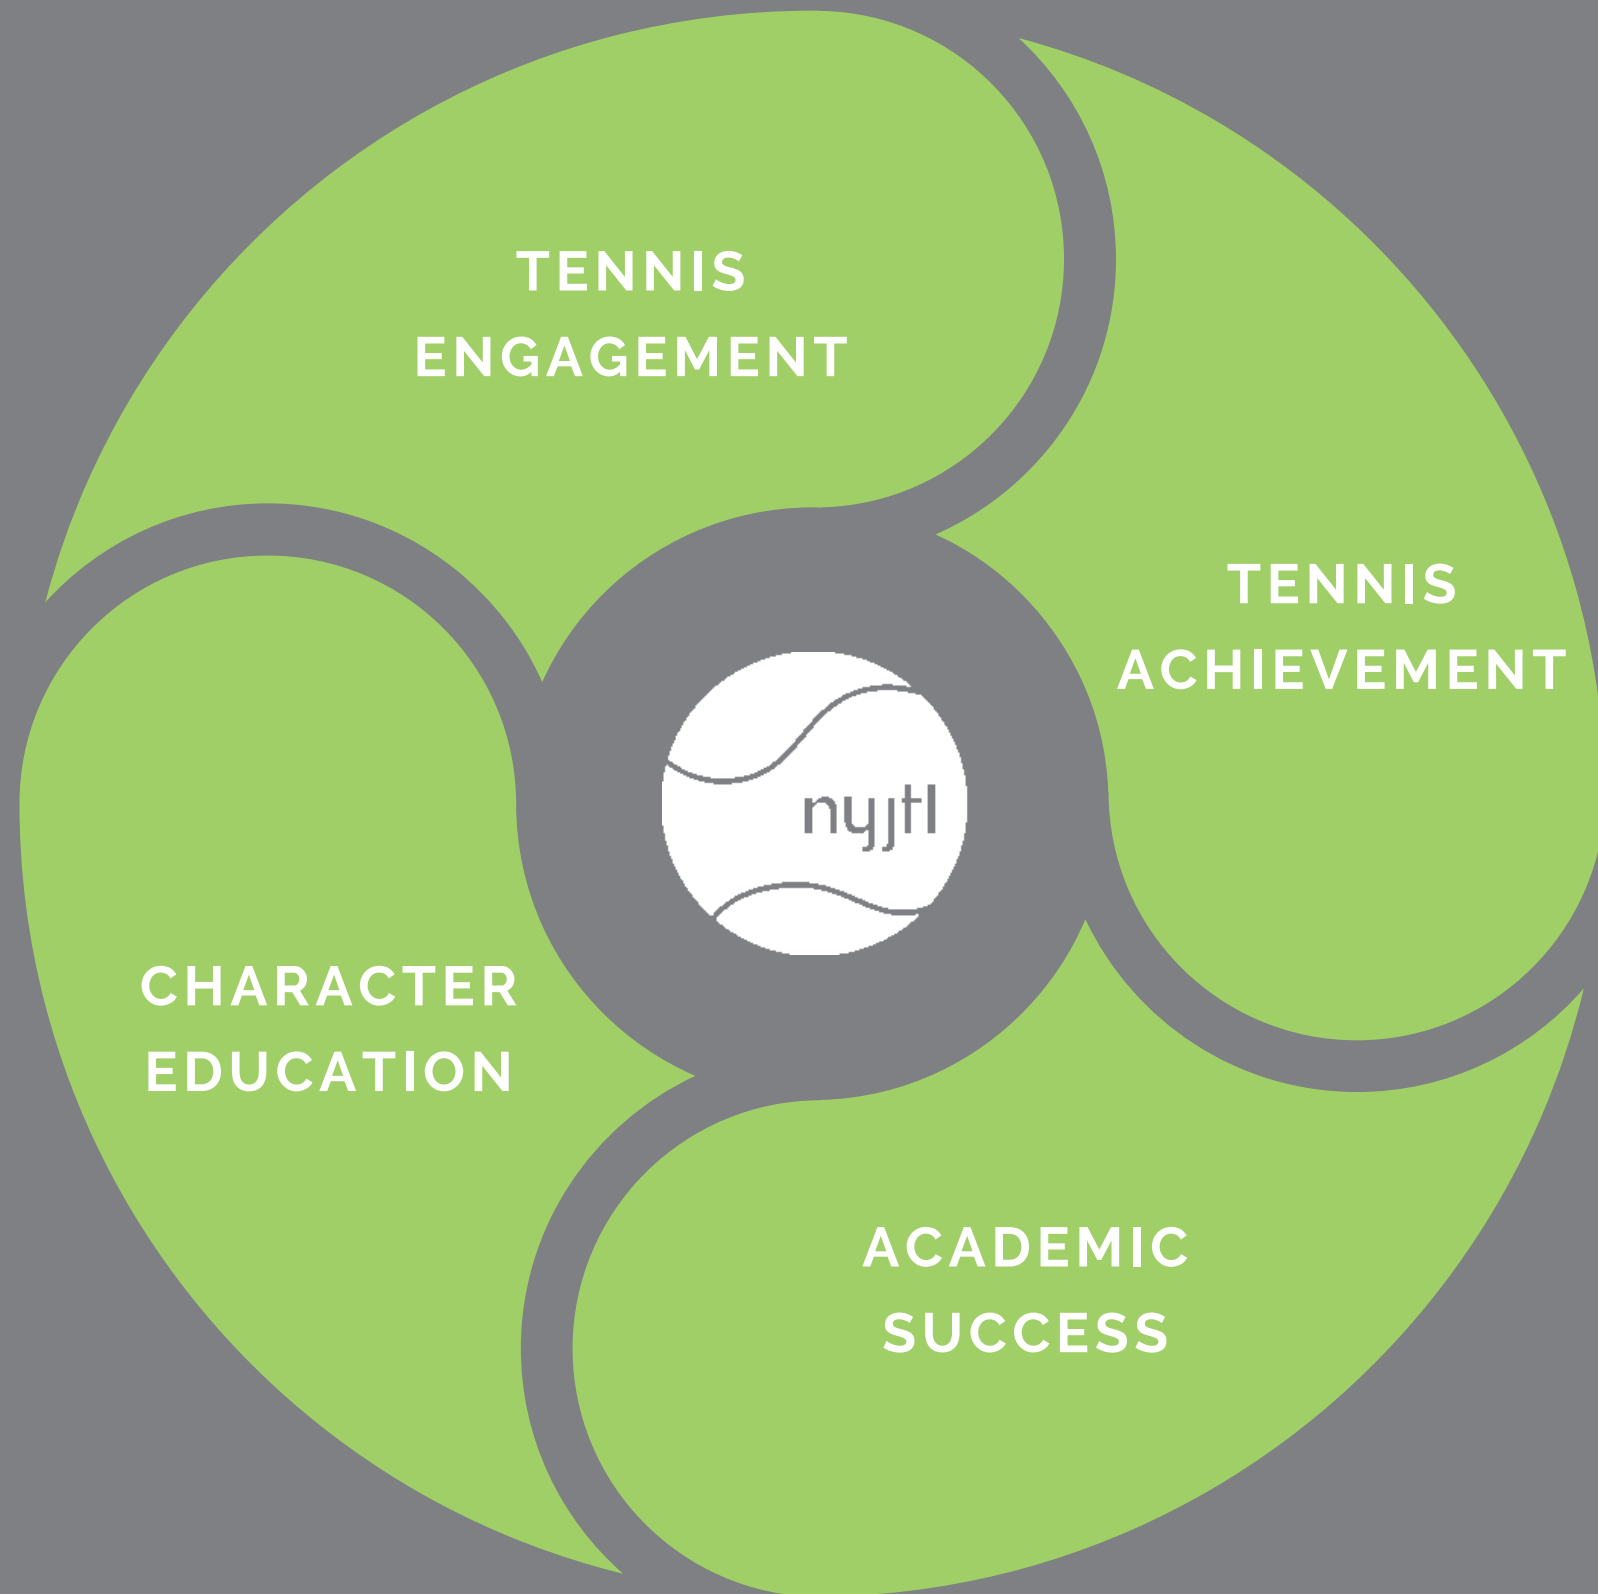 TENNIS
ENGAGEMENT
TENNIS
ACHIEVEMENT
nyjtl
CHARACTER
EDUCATION
ACADEMIC
SUCCESS